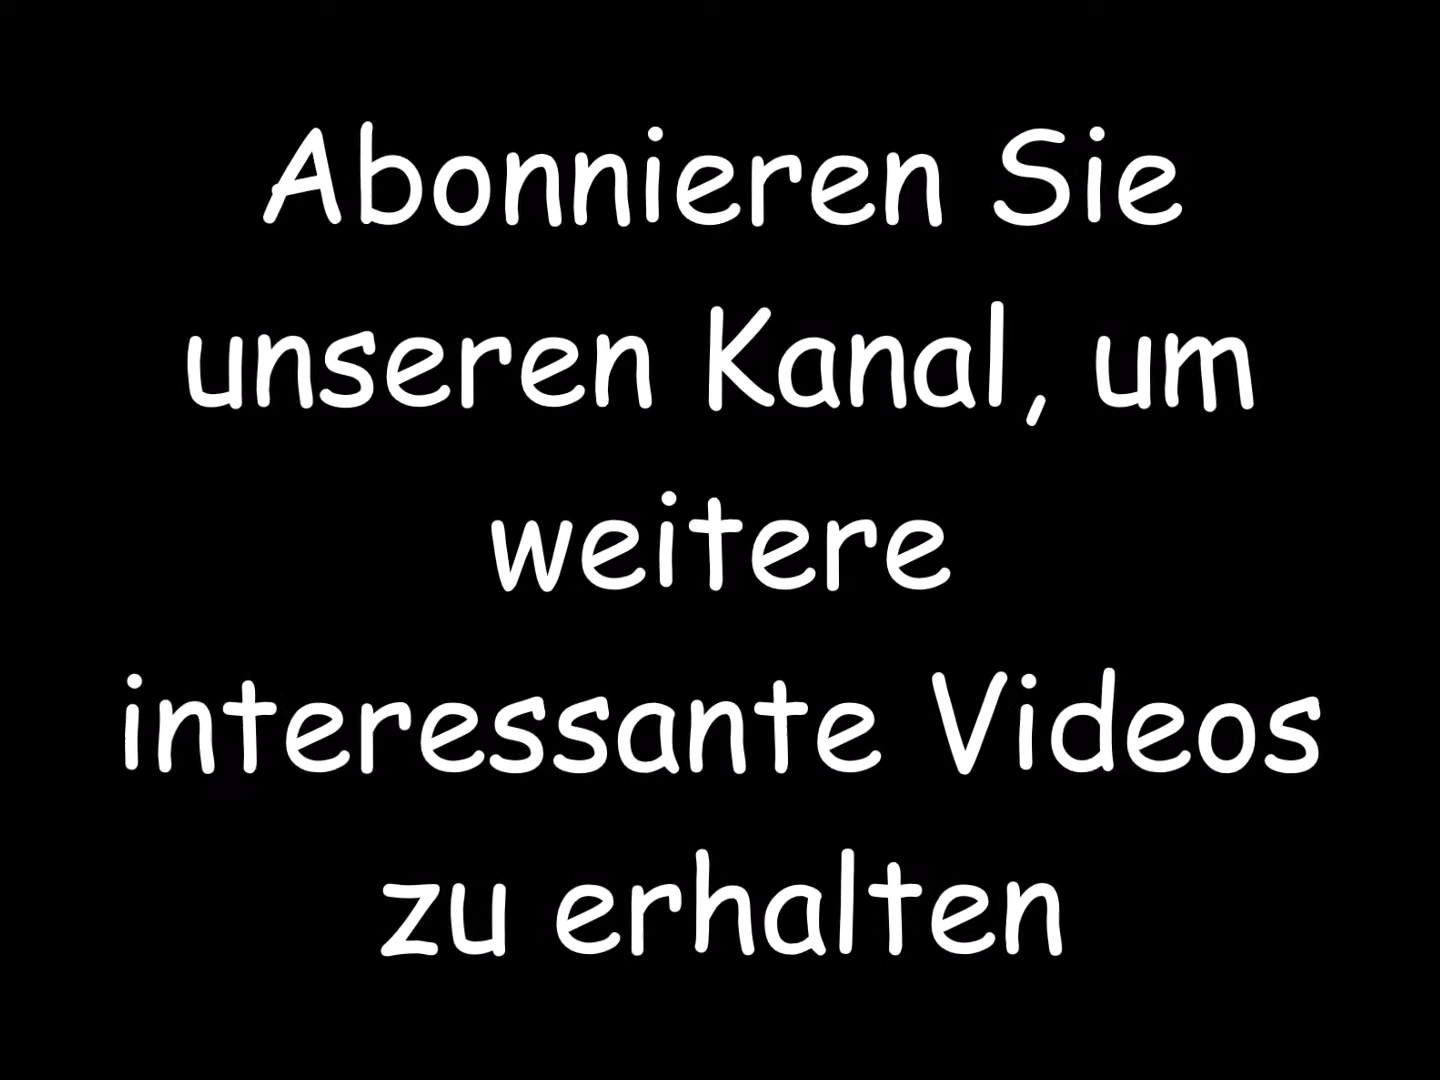 Abonnieren Sie
unseren Kanal, um
weitere
interessante Videos
zu erhalten